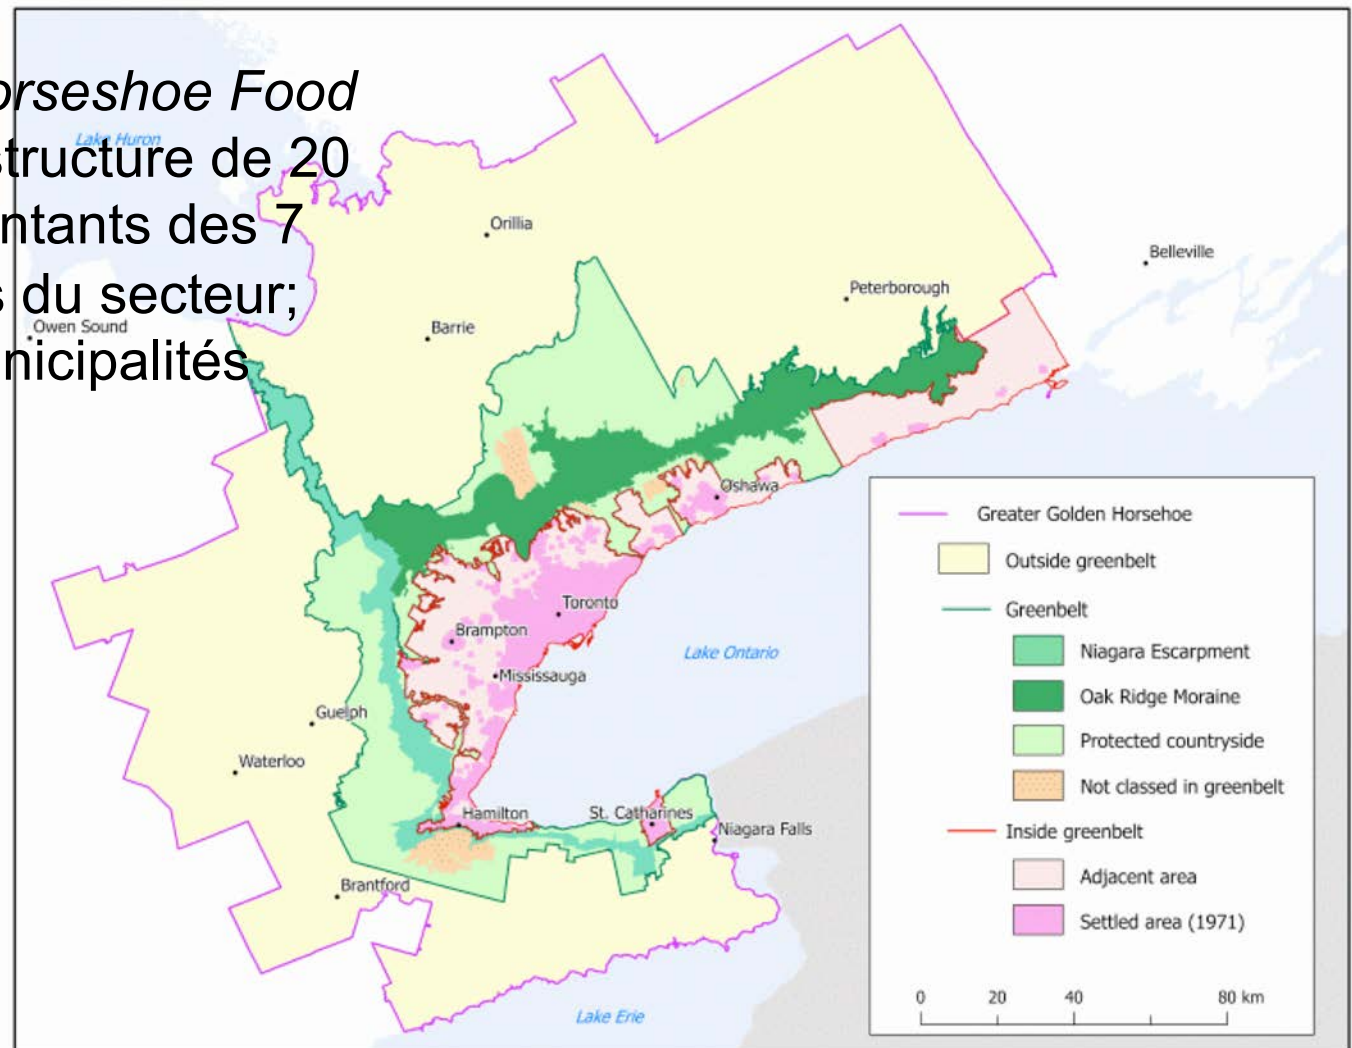 orseshoe Food
Lake Huron
structure de 20
ntants des 7
s du secteur;
Owen Sound
nicipalités
Orillia
Belleville
Peterborough
Barrie
Oshawa
Toronto
Brampton
Mississauga
Lake Ontario
Guelph
Waterloo
Hamilton
St. Catharines
Niagara Falls
Brantford
Lake Erie
Greater Golden Horsehoe
Outside greenbelt
Greenbelt
Niagara Escarpment
Oak Ridge Moraine
Protected countryside
Not classed in greenbelt
Inside greenbelt
Adjacent area
Settled area (1971)
0 20 40 80 km